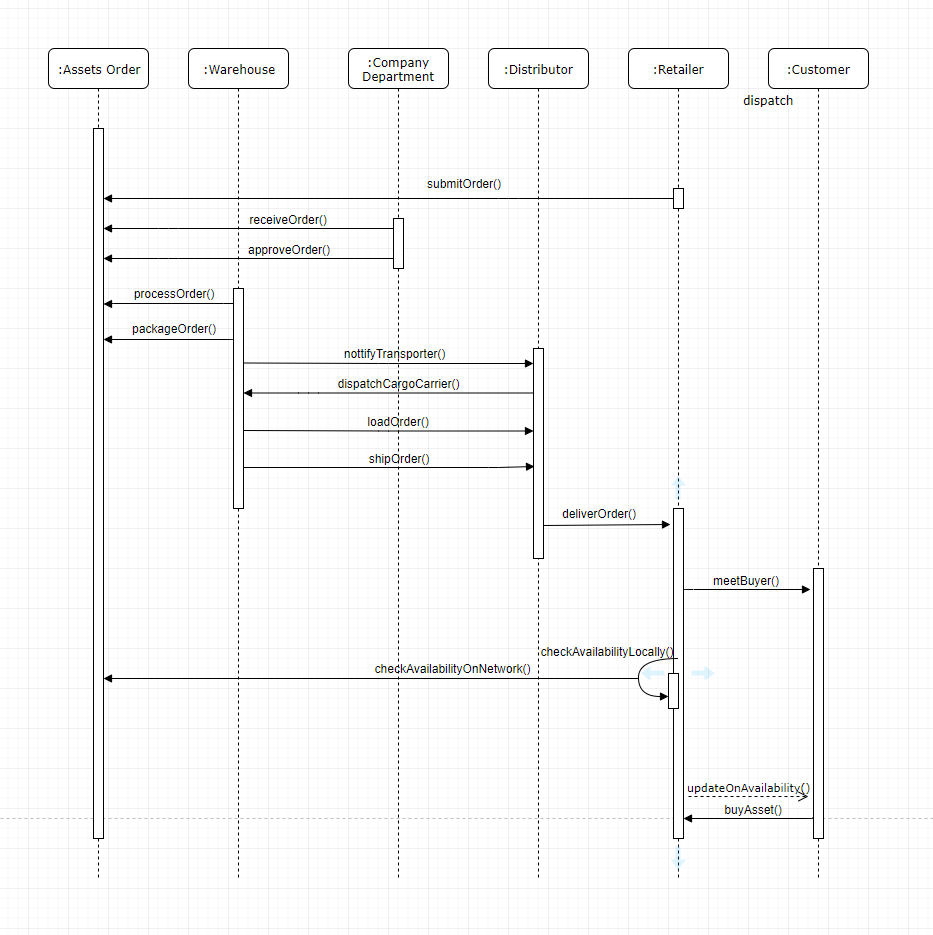 :Assets Order
:Warehouse
:Company
Department
:Distributor
:Retailer
:Customer
dispatch
submitOrder()
receiveOrder()
approveOrder()
processOrder()
packageOrder()
nottifyTransporter()
dispatchCargoCarrier()
loadOrder()
shipOrder()
deliverOrder()
meetBuyer()
checkAvailabilityLocally()
checkAvailabilityOnNetwork()
updateOnAvailability()
buyAsset()